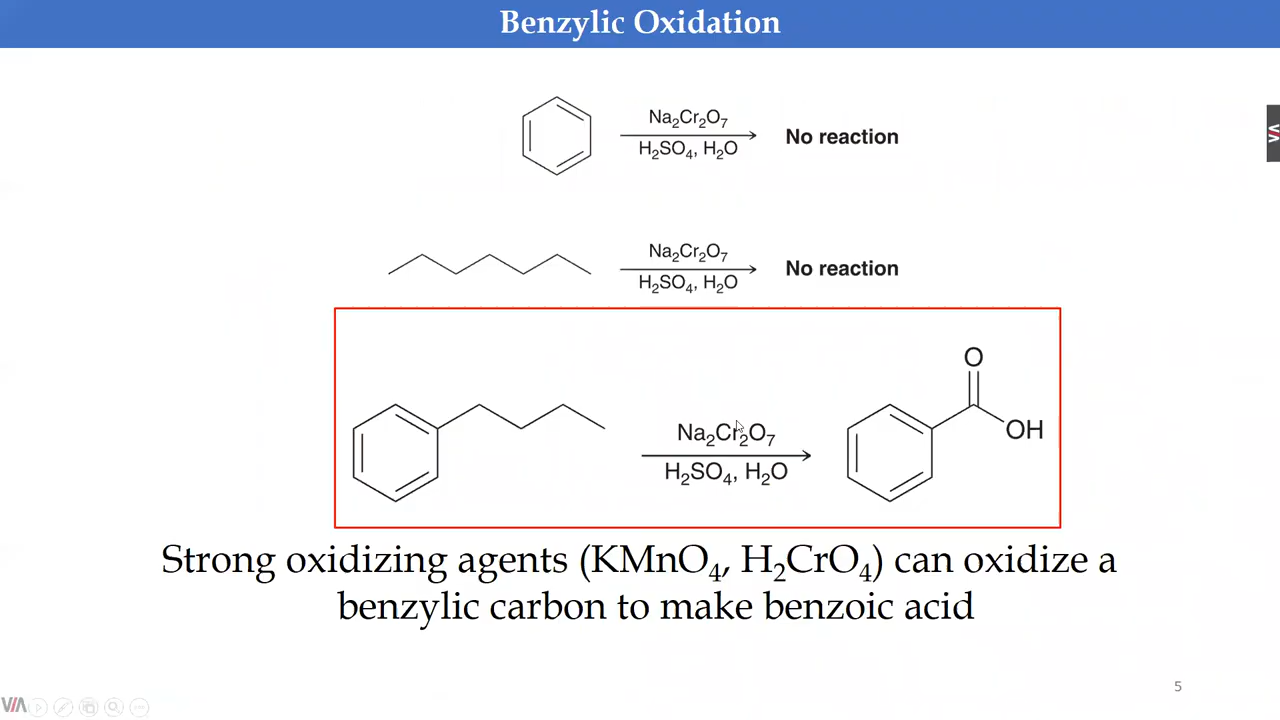 Benzylic Oxidation
Na2Cr2O7
H2SO4, H2O
No reaction
Na2Cr2O7
H2SO4, H2O
No reaction
O
OH
Na2Cr2O7
H2SO4, H2O
Strong oxidizing agents (KMnO4, H2CrO4) can oxidize a
benzylic carbon to make benzoic acid
5
VIA